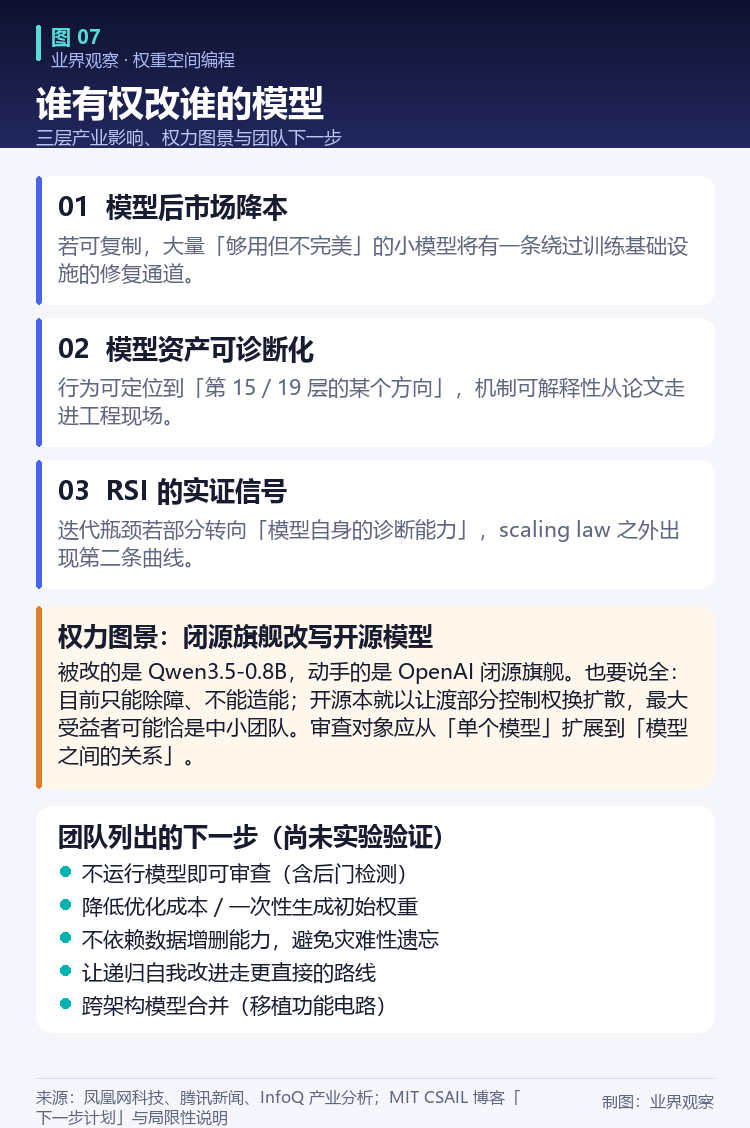 图 07
业界观察 · 权重空间编程
谁有权改谁的模型
三层产业影响、权力图景与团队下一步
01 模型后市场降本
若可复制，大量「够用但不完美」的小模型将有一条绕过训练基础设
施的修复通道。
02 模型资产可诊断化
行为可定位到「第 15 / 19 层的某个方向」，机制可解释性从论文走
进工程现场。
03 RSI 的实证信号
迭代瓶颈若部分转向「模型自身的诊断能力」，scaling law 之外出
现第二条曲线。
权力图景：闭源旗舰改写开源模型
被改的是 Qwen3.5-0.8B，动手的是 OpenAI 闭源旗舰。也要说全：
目前只能除障、不能造能；开源本就以让渡部分控制权换扩散，最大
受益者可能恰是中小团队。审查对象应从「单个模型」扩展到「模型
之间的关系」。
团队列出的下一步（尚未实验验证）
不运行模型即可审查（含后门检测）
降低优化成本 / 一次性生成初始权重
不依赖数据增删能力，避免灾难性遗忘
让递归自我改进走更直接的路线
跨架构模型合并（移植功能电路）
来源：凤凰网科技、腾讯新闻、InfoQ 产业分析；MIT CSAIL 博客「
下一步计划」与局限性说明
制图：业界观察